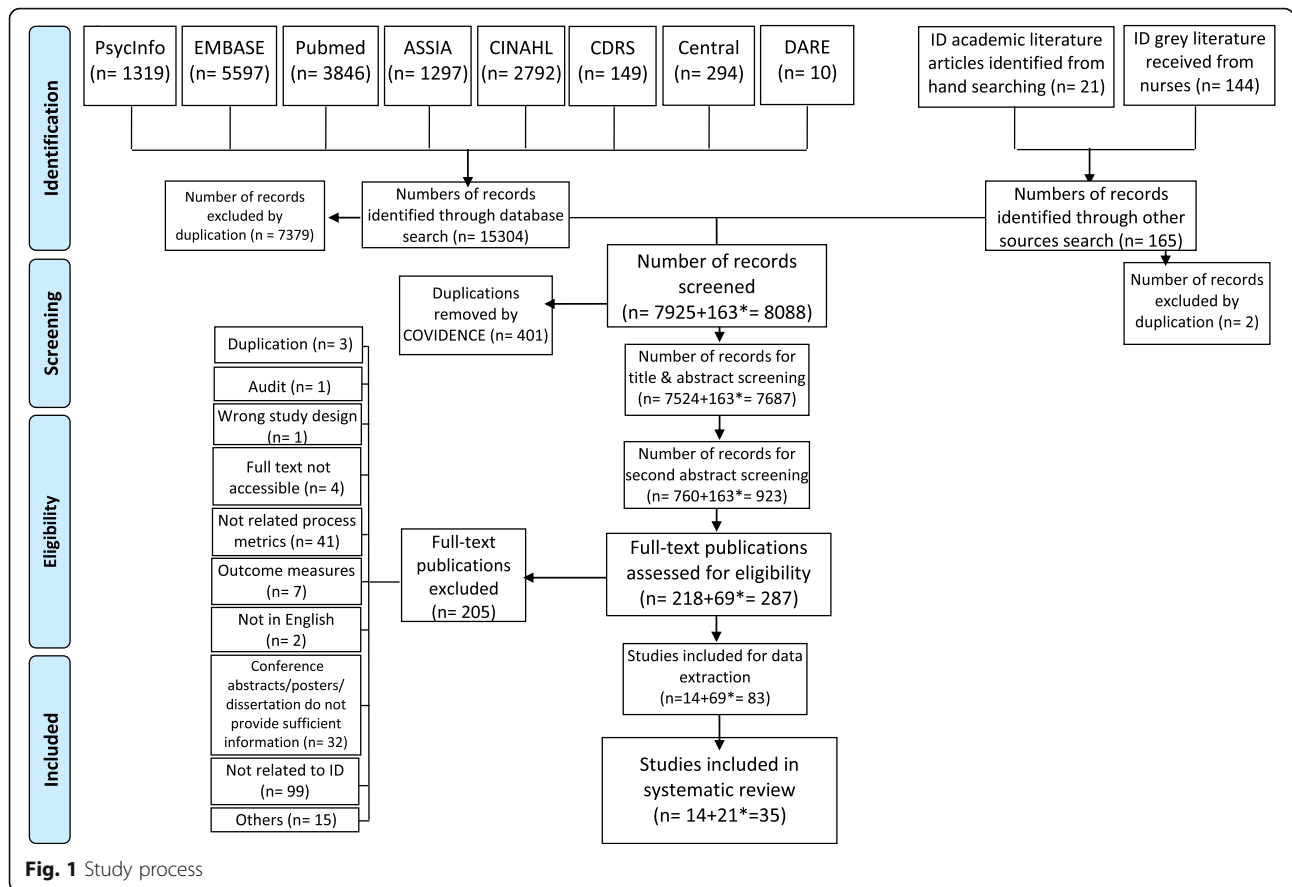 Identification
PsycInfo
(n= 1319)
EMBASE
(n= 5597)
Pubmed
(n= 3846)
ASSIA
(n= 1297)
CINAHL
(n= 2792)
CDRS
(n= 149)
Central
(n= 294)
DARE
(n= 10)
ID academic literature
articles identified from
hand searching (n= 21)
ID grey literature
received from
nurses (n= 144)
Number of records
excluded by
duplication (n = 7379)
Numbers of records
identified through database
search (n= 15304)
Numbers of records
identified through other
sources search (n= 165)
Screening
Number of records
screened
(n= 7925+163*= 8088)
Duplications
removed by
COVIDENCE (n= 401)
Number of records
excluded by
duplication (n= 2)
Number of records for
title & abstract screening
(n= 7524+163*= 7687)
Eligibility
Number of records for
second abstract screening
(n= 760+163*= 923)
Full-text publications
assessed for eligibility
(n= 218+69*= 287)
Full-text
publications
excluded
(n= 205)
Duplication (n= 3)
Audit (n= 1)
Wrong study design
(n= 1)
Full text not
accessible (n= 4)
Not related process
metrics (n= 41)
Outcome measures
(n= 7)
Not in English
(n= 2)
Conference
abstracts/posters/
dissertation do not
provide sufficient
information (n= 32)
Not related to ID
(n= 99)
Others (n= 15)
Included
Studies included for data
extraction
(n=14+69*= 83)
Studies included in
systematic review
(n= 14+21*=35)
Fig. 1 Study process